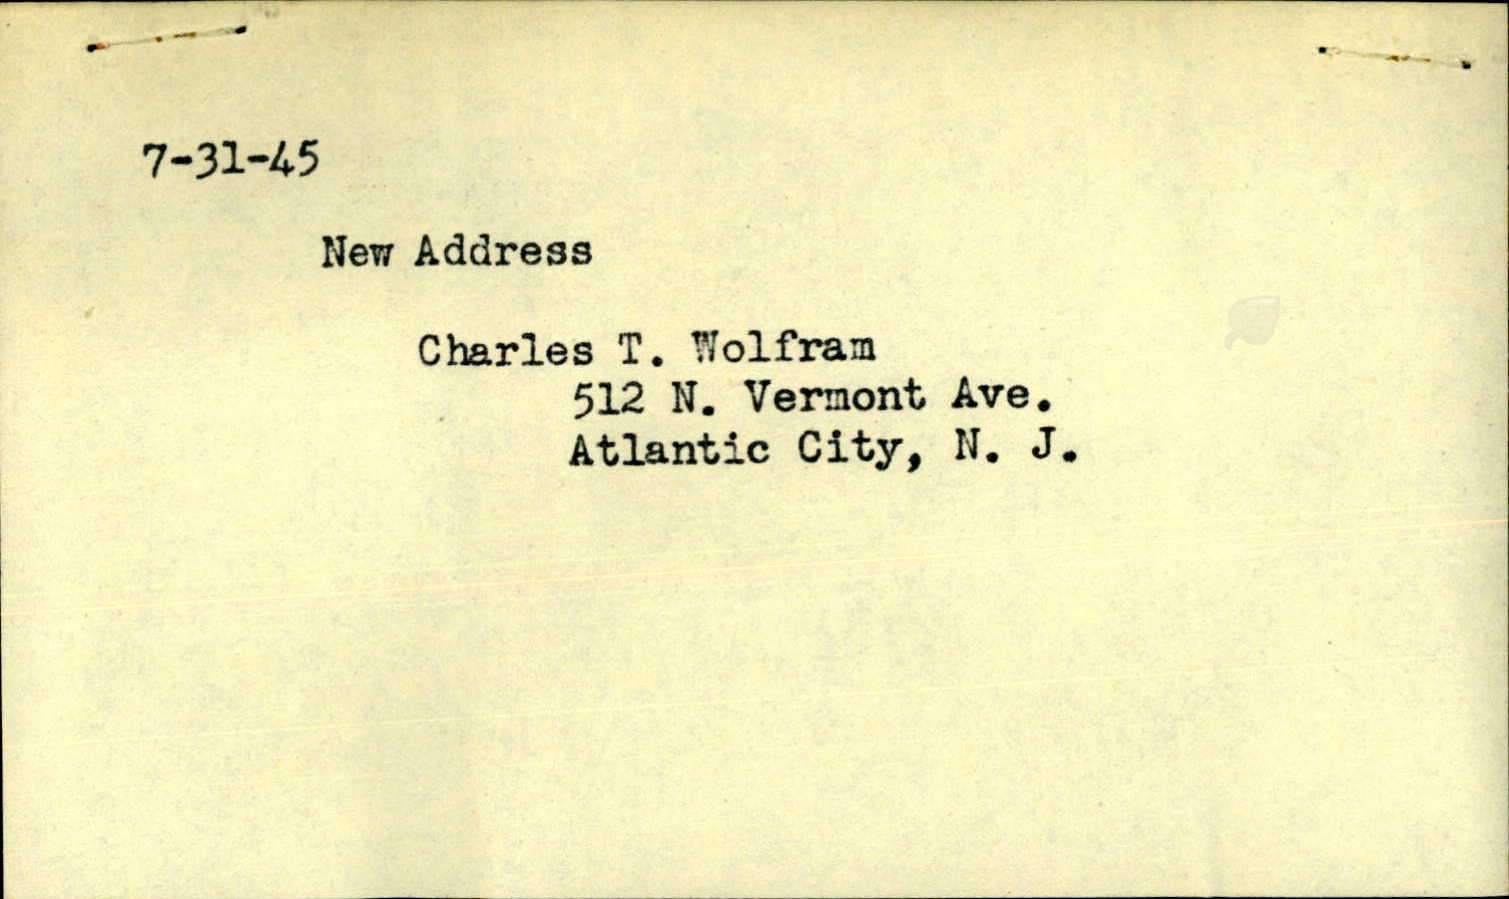 7-31-45
New Address
Charles T. Wolfram
512 N. Vermont Ave.
Atlantic City, N. J.